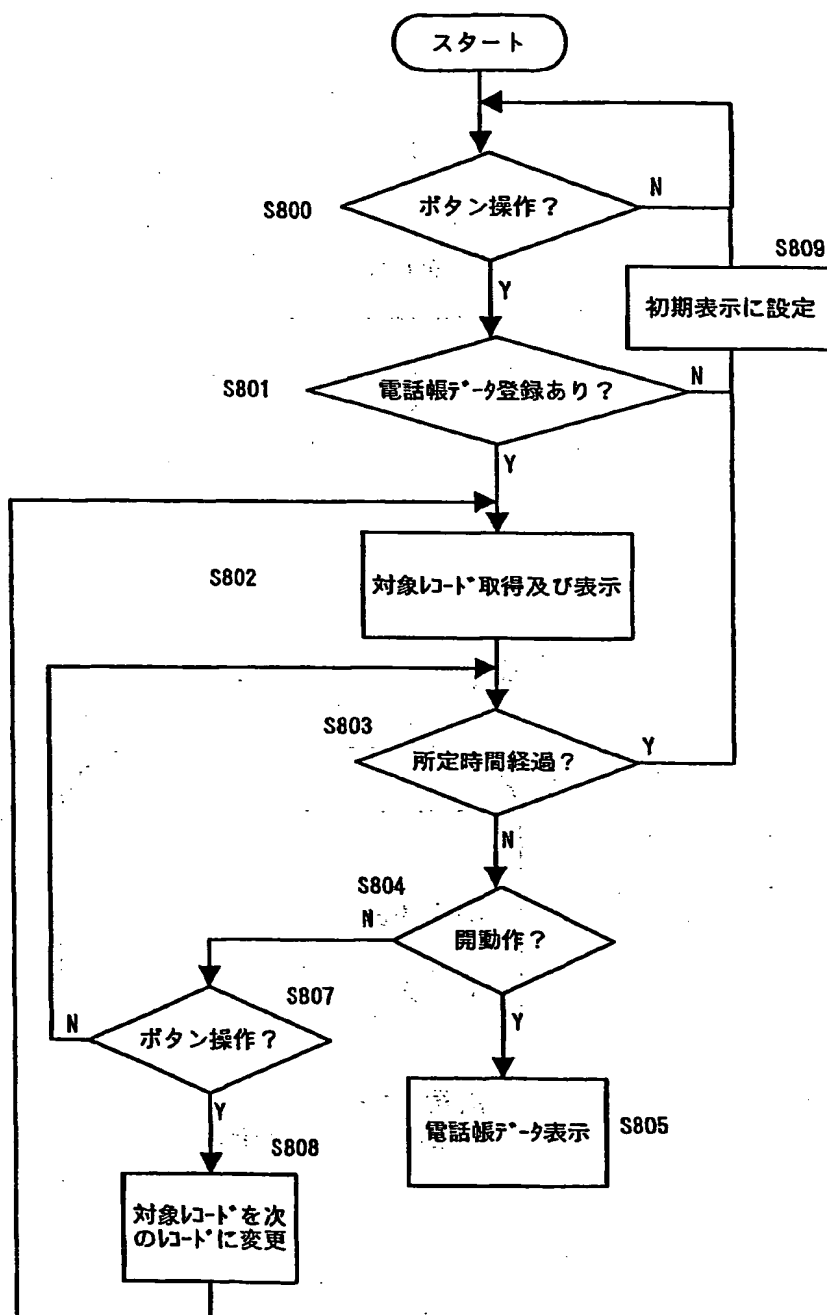 スタート
S800
ボタン操作？
N
Y
S809
初期表示に設定
S801
電話帳ﾃﾞｰﾀ登録あり？
N
Y
S802
対象ﾚｺｰﾄﾞ取得及び表示
S803
所定時間経過？
Y
N
S804
開動作？
N
Y
S807
ボタン操作？
N
Y
S805
電話帳ﾃﾞｰﾀ表示
S808
対象ﾚｺｰﾄﾞを次
のﾚｺｰﾄﾞに変更